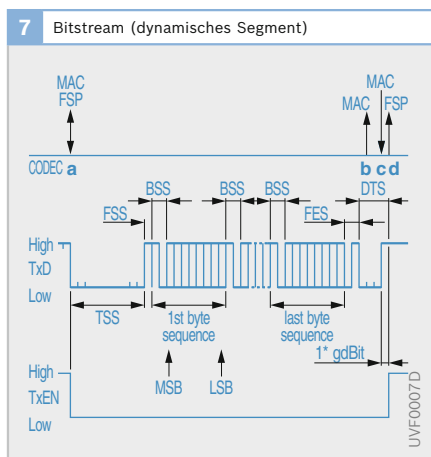 7 Bitstream (dynamisches Segment)
MAC
FSP
MAC
MAC FSP
CODEC a b c d
BSS BSS BSS DTS
FSS FES
High
TxD
Low
TSS 1st byte sequence last byte sequence
1* gdBit
High
TxEN
Low
MSB LSB
UVF0007D